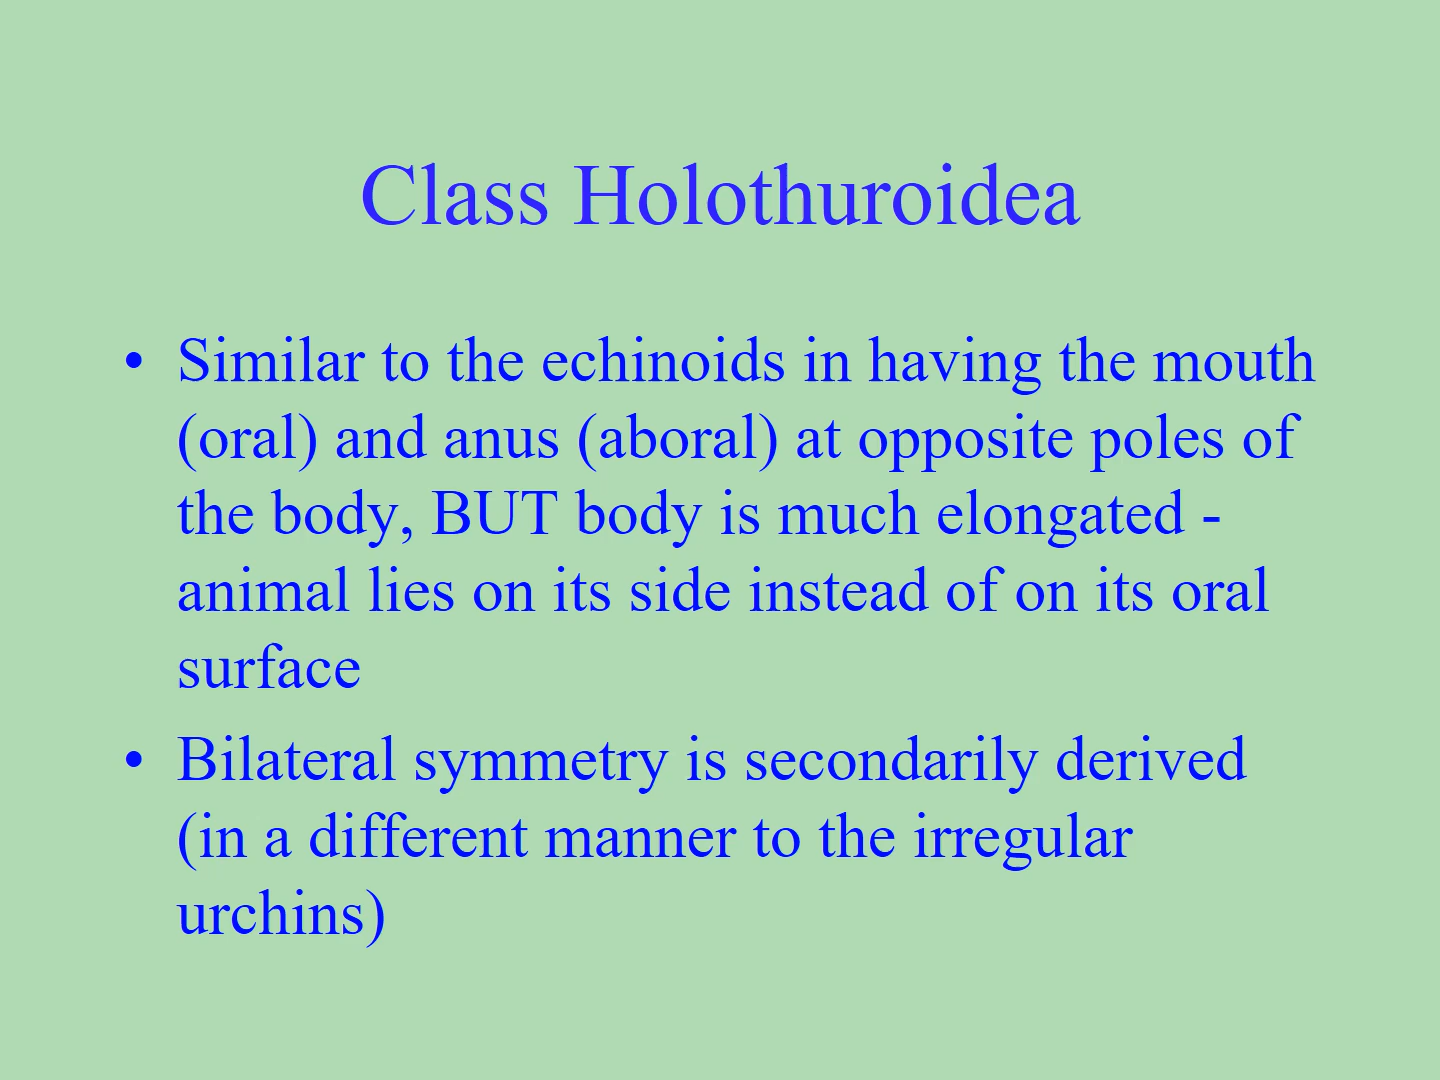 Class Holothuroidea
• Similar to the echinoids in having the mouth
(oral) and anus (aboral) at opposite poles of
the body, BUT body is much elongated -
animal lies on its side instead of on its oral
surface
• Bilateral symmetry is secondarily derived
(in a different manner to the irregular
urchins)